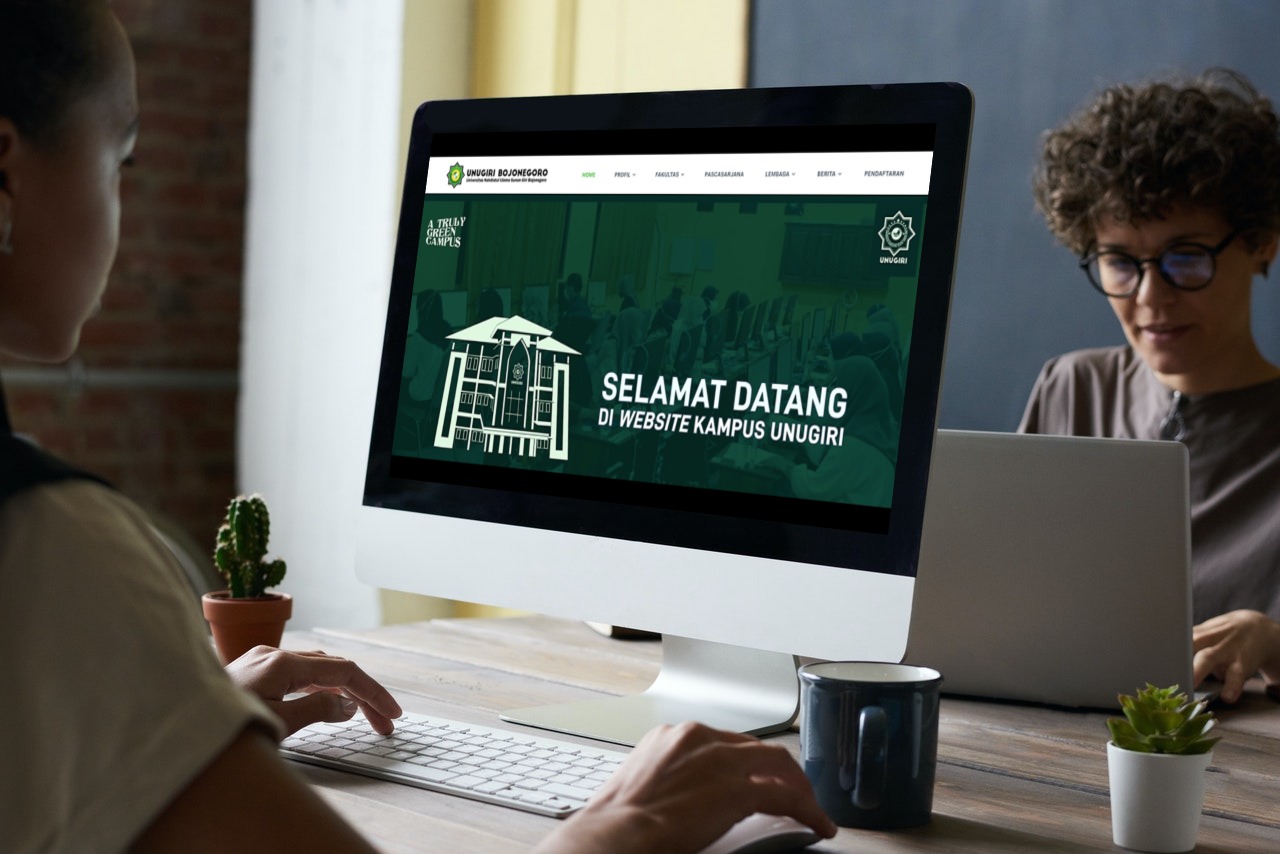 UNUGIRI BOJONEGORO
Universitas Nahdlatul Ulama Sunan Giri Bojonegoro
HOME PROFIL FAKULTAS PASCASARJANA LEMBAGA BERITA PENDAFTARAN
A TRULY
GREEN
CAMPUS
UNUGIRI
SELAMAT DATANG
DI WEBSITE KAMPUS UNUGIRI